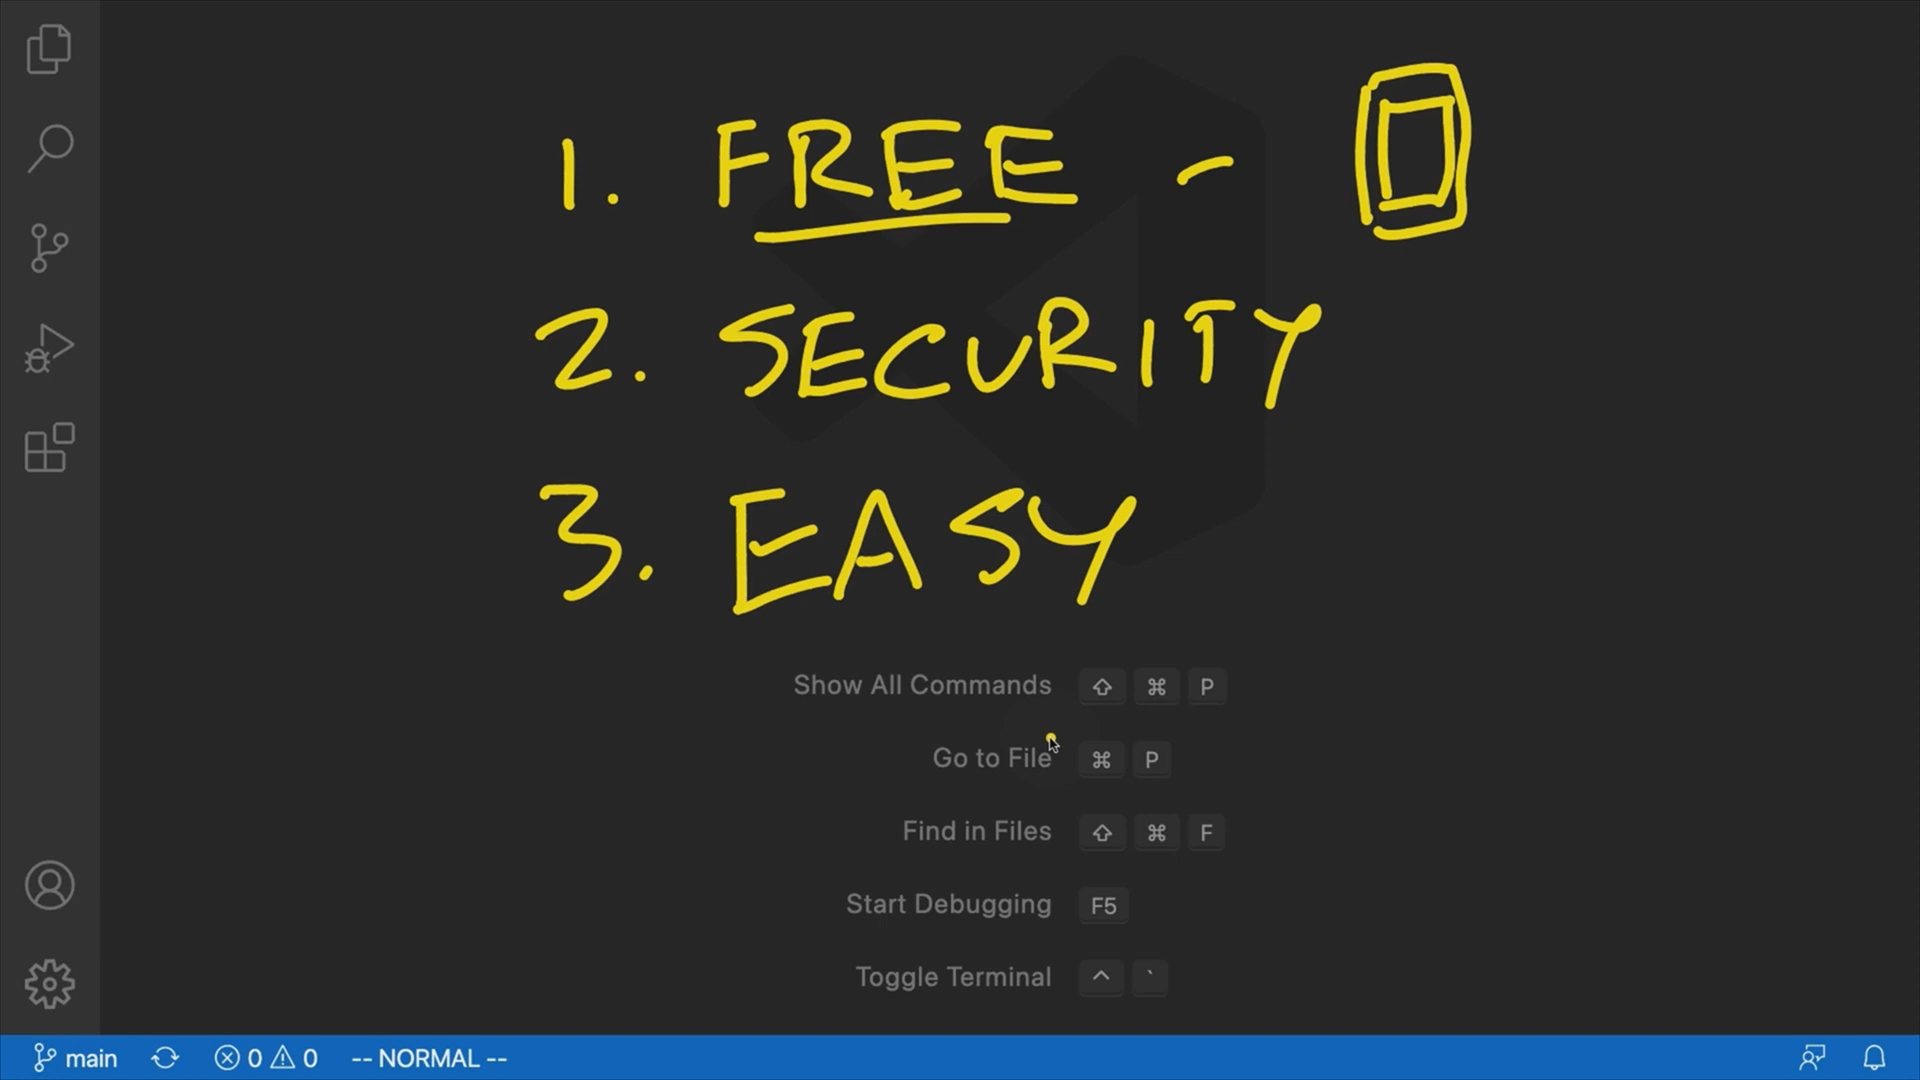 1. FREE -
2. SECURITY
3. EASY
Show All Commands ⇧ ⌘ P
Go to File ⌘ P
Find in Files ⇧ ⌘ F
Start Debugging F5
Toggle Terminal ^ `
main 0 0 -- NORMAL --